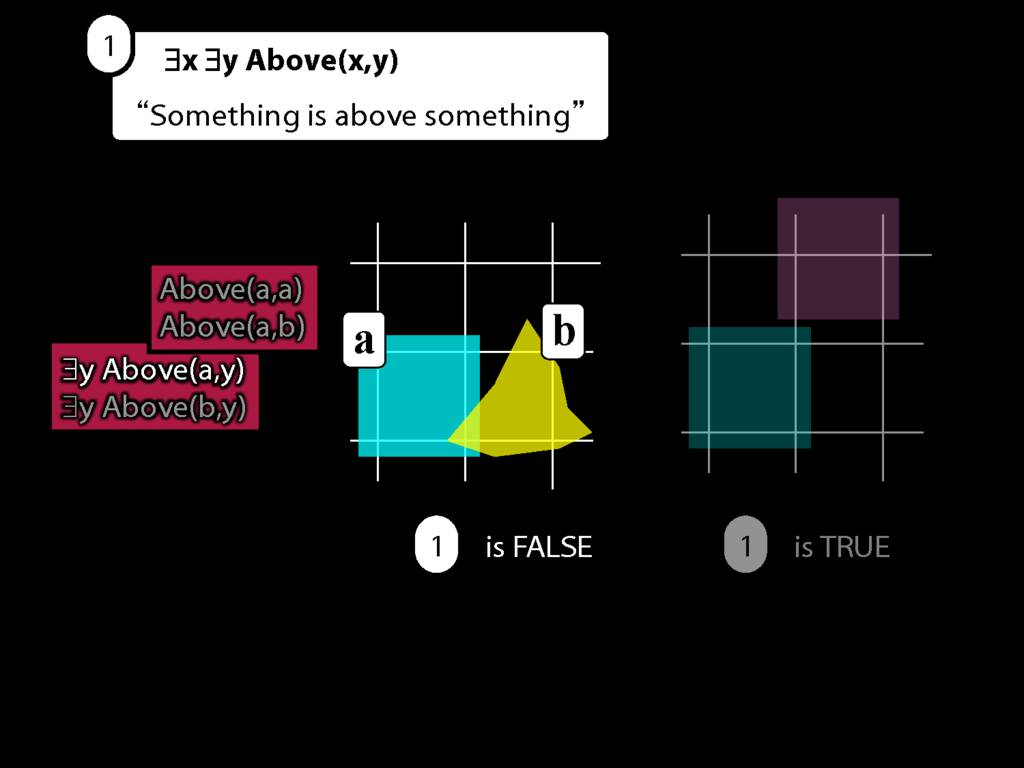 1
∃x ∃y Above(x,y)
“Something is above something”
Above(a,a)
Above(a,b)
∃y Above(a,y)
∃y Above(b,y)
a
b
1 is FALSE
1 is TRUE